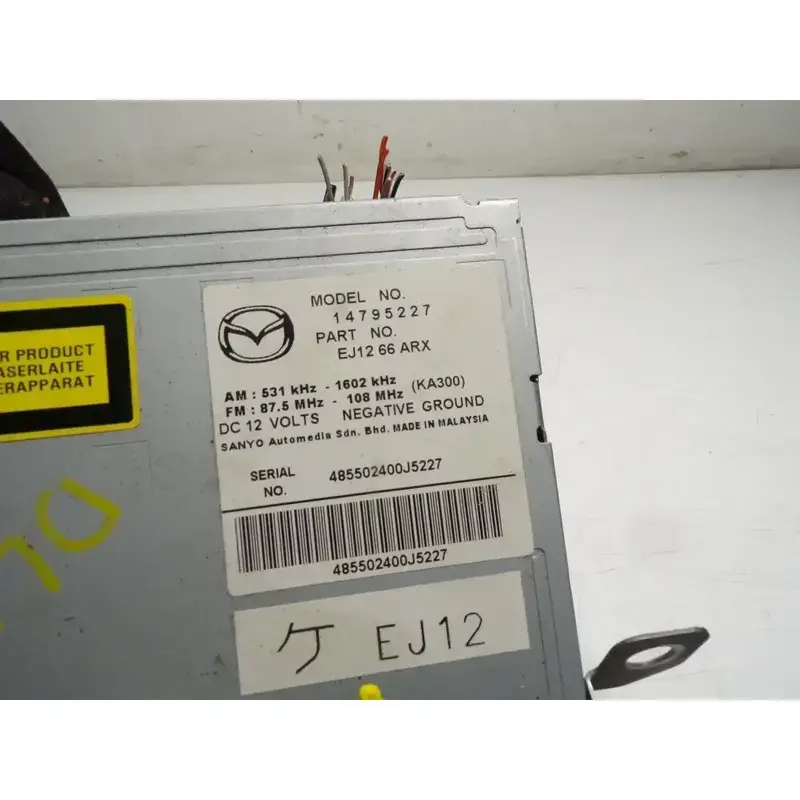 R PRODUCT
ASERLAITE
ERAPPARAT
MODEL NO.
14795227
PART NO.
EJ12 66 ARX
AM : 531 kHz - 1602 kHz
FM : 87.5 MHz - 108 MHz (KA300)
DC 12 VOLTS NEGATIVE GROUND
SANYO Automedia Sdn. Bhd. MADE IN MALAYSIA
SERIAL NO. 485502400J5227
485502400J5227
ケ EJ12